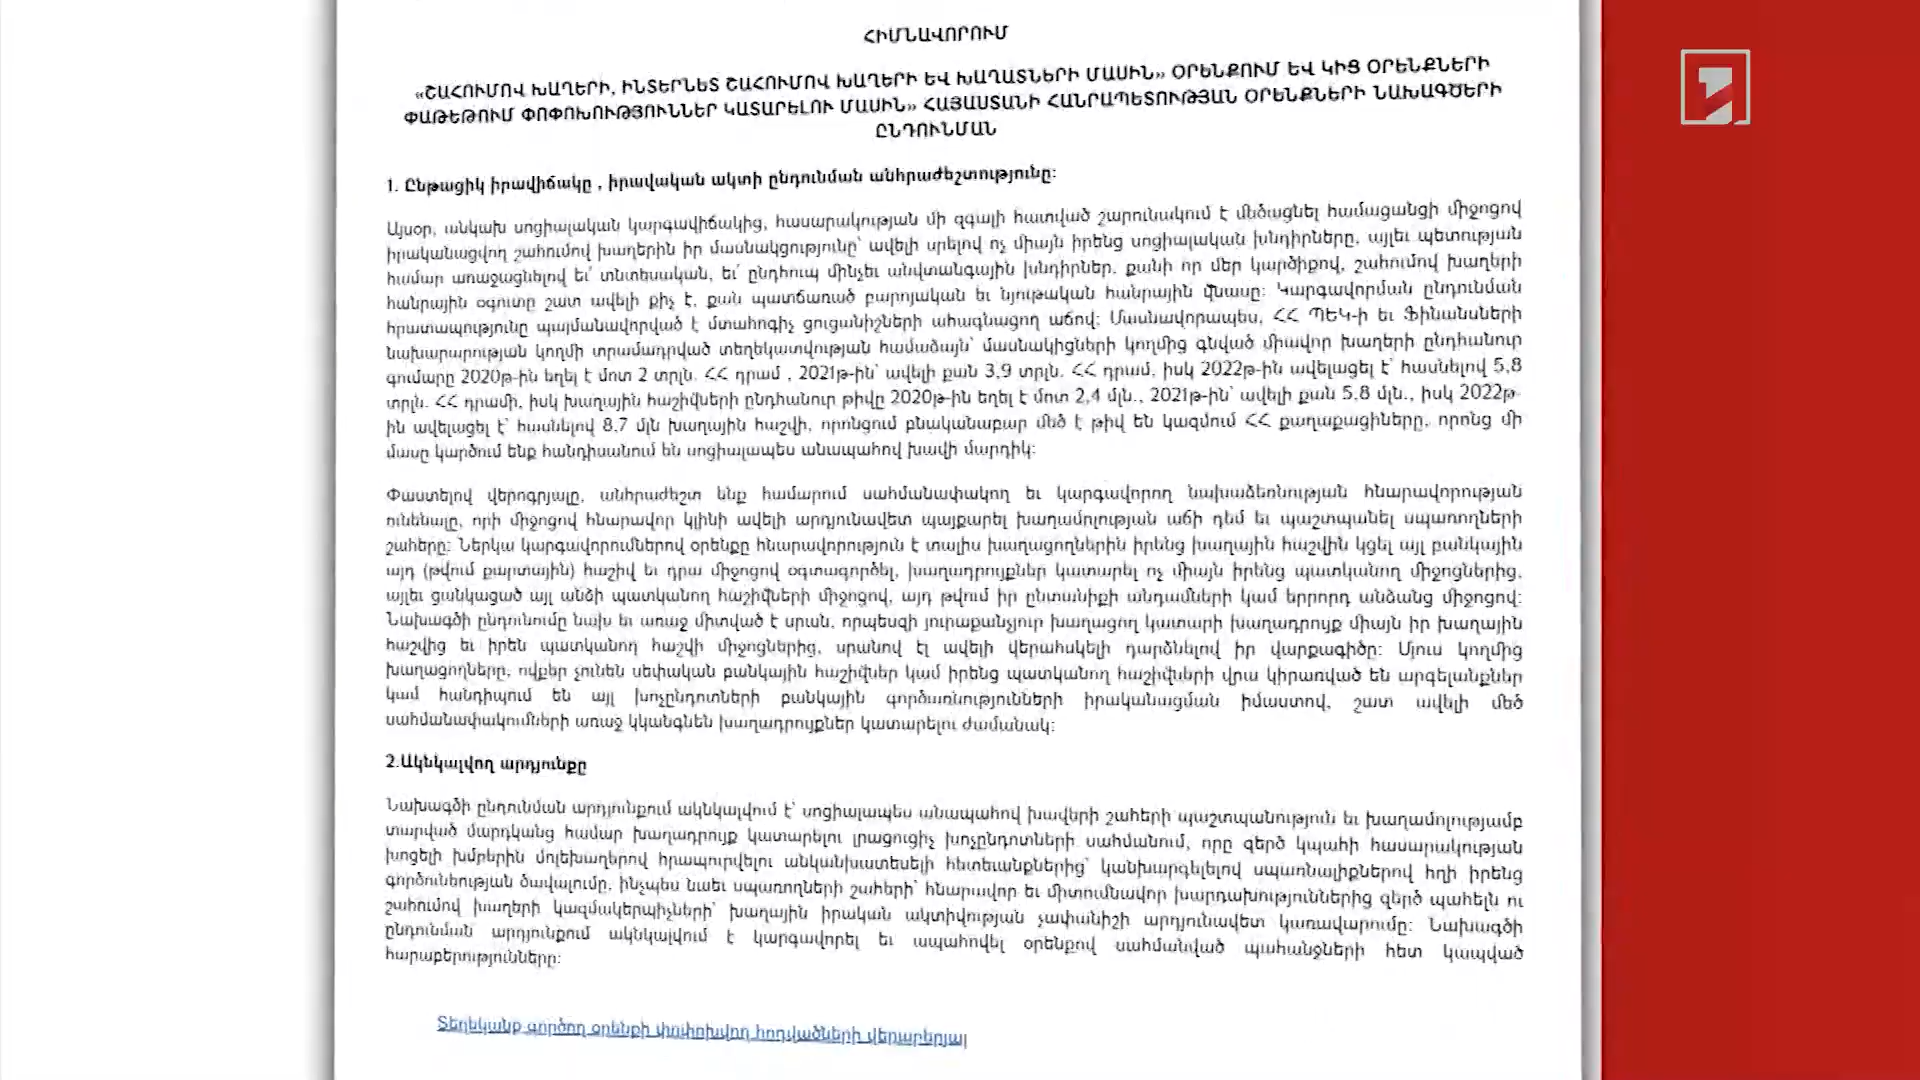 ՀԻՄՆԱՎՈՐՈՒՄ
«ՇԱՀՈՒՄՈՎ ԽԱՂԵՐԻ, ԻՆՏԵՐՆԵՏ ՇԱՀՈՒՄՈՎ ԽԱՂԵՐԻ ԵՎ ԽԱՂԱՏՆԵՐԻ ՄԱՍԻՆ» ՕՐԵՆՔՈՒՄ ԵՎ ԿԻՑ ՕՐԵՆՔՆԵՐԻ
ՓԱԹԵԹՈՒՄ ՓՈՓՈԽՈՒԹՅՈՒՆՆԵՐ ԿԱՏԱՐԵԼՈՒ ՄԱՍԻՆ» ՀԱՅԱՍՏԱՆԻ ՀԱՆՐԱՊԵՏՈՒԹՅԱՆ ՕՐԵՆՔՆԵՐԻ ՆԱԽԱԳԾԵՐԻ
ԸՆԴՈՒՆՄԱՆ
1. Ընթացիկ իրավիճակը , իրավական ակտի ընդունման անհրաժեշտությունը:
Այսօր, անկախ սոցիալական կարգավիճակից, հասարակության մի զգալի հատված շարունակում է մեծացնել համացանցի միջոցով
իրականացվող շահումով խաղերին իր մասնակցությունը՝ ավելի սրելով ոչ միայն իրենց սոցիալական խնդիրները, այլեւ պետության
համար առաջացնելով եւ՛ տնտեսական, եւ՛ ընդհուպ մինչեւ անվտանգային խնդիրներ, քանի որ մեր կարծիքով, շահումով խաղերի
հանրային օգուտը շատ ավելի քիչ է, քան պատճառած բարոյական եւ նյութական հանրային վնասը: Կարգավորման ընդունման
հրատապությունը պայմանավորված է մտահոգիչ ցուցանիշների ահագնացող աճով: Մասնավորապես, ՀՀ ՊԵԿ-ի եւ Ֆինանսների
նախարարության կողմի տրամադրված տեղեկատվության համաձայն՝ մասնակիցների կողմից գնված միավոր խաղերի ընդհանուր
գումարը 2020թ-ին եղել է մոտ 2 տրլն. ՀՀ դրամ , 2021թ-ին՝ ավելի քան 3,9 տրլն. ՀՀ դրամ, իսկ 2022թ-ին ավելացել է՝ հասնելով 5,8
տրլն. ՀՀ դրամի, իսկ խաղային հաշիվների ընդհանուր թիվը 2020թ-ին եղել է մոտ 2,4 մլն., 2021թ-ին՝ ավելի քան 5,8 մլն., իսկ 2022թ-
ին ավելացել է՝ հասնելով 8,7 մլն խաղային հաշվի, որոնցում բնականաբար մեծ է թիվ են կազմում ՀՀ քաղաքացիները, որոնց մի
մասը կարծում ենք հանդիսանում են սոցիալապես անապահով խավի մարդիկ:
Փաստելով վերոգրյալը, անհրաժեշտ ենք համարում սահմանափակող եւ կարգավորող նախաձեռնության հնարավորության
ունենալը, որի միջոցով հնարավոր կլինի ավելի արդյունավետ պայքարել խաղամոլության աճի դեմ եւ պաշտպանել սպառողների
շահերը: Ներկա կարգավորումներով օրենքը հնարավորություն է տալիս խաղացողներին իրենց խաղային հաշվին կցել այլ բանկային
այդ (թվում քարտային) հաշիվ եւ դրա միջոցով օգտագործել, խաղադրույքներ կատարել ոչ միայն իրենց պատկանող միջոցներից,
այլեւ ցանկացած այլ անձի պատկանող հաշիվների միջոցով, այդ թվում իր ընտանիքի անդամների կամ երրորդ անձանց միջոցով:
Նախագծի ընդունումը նախ եւ առաջ միտված է սրան, որպեսզի յուրաքանչյուր խաղացող կատարի խաղադրույք միայն իր խաղային
հաշվից եւ իրեն պատկանող հաշվի միջոցներից, սրանով էլ ավելի վերահսկելի դարձնելով իր վարքագիծը: Մյուս կողմից
խաղացողները, ովքեր չունեն սեփական բանկային հաշիվներ կամ իրենց պատկանող հաշիվների վրա կիրառված են արգելանքներ
կամ հանդիպում են այլ խոչընդոտների բանկային գործառնությունների իրականացման իմաստով, շատ ավելի մեծ
սահմանափակումների առաջ կկանգնեն խաղադրույքներ կատարելու ժամանակ:
2.Ակնկալվող արդյունքը
Նախագծի ընդունման արդյունքում ակնկալվում է՝ սոցիալապես անապահով խավերի շահերի պաշտպանություն եւ խաղամոլությամբ
տարված մարդկանց համար խաղադրույք կատարելու լրացուցիչ խոչընդոտների սահմանում, որը զերծ կպահի հասարակության
խոցելի խմբերին մոլեխաղերով հրապուրվելու անկանխատեսելի հետեւանքներից՝ կանխարգելելով սպառնալիքներով հղի իրենց
գործունեության ծավալումը, ինչպես նաեւ սպառողների շահերի՝ հնարավոր եւ միտումնավոր խարդախություններից զերծ պահելն ու
շահումով խաղերի կազմակերպիչների՝ խաղային իրական ակտիվության չափանիշի արդյունավետ կառավարումը: Նախագծի
ընդունման արդյունքում ակնկալվում է կարգավորել եւ ապահովել օրենքով սահմանված պահանջների հետ կապված
հարաբերությունները:
Տեղեկանք գործող օրենքի փոփոխվող հոդվածների վերաբերյալ